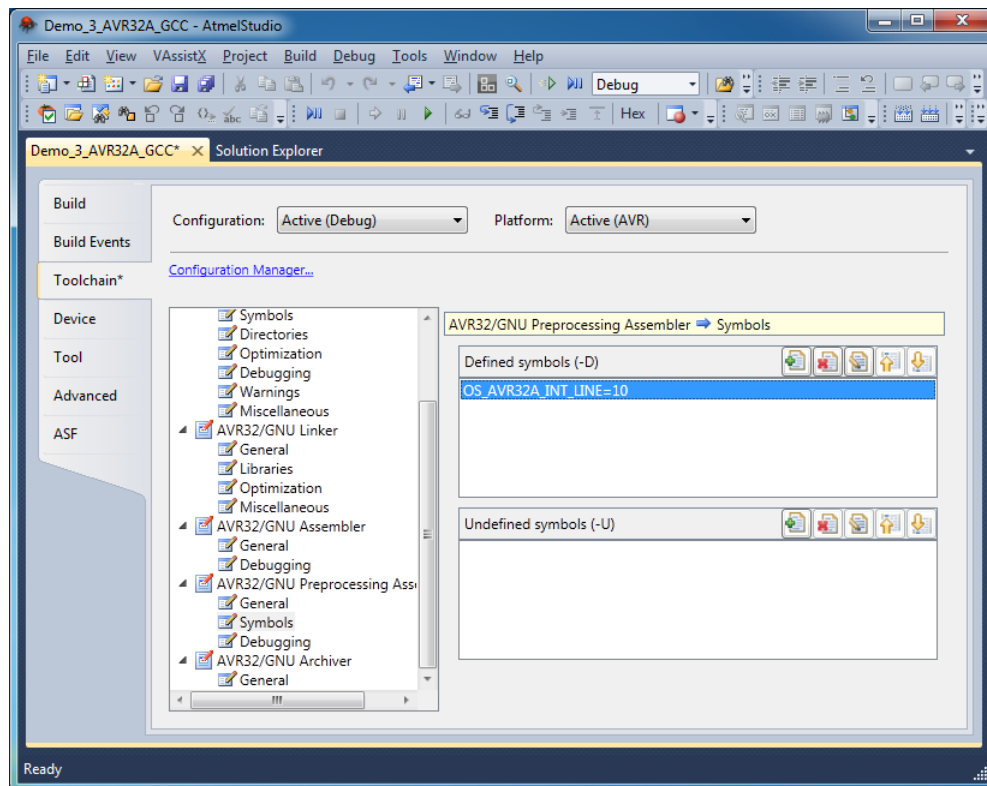 Demo_3_AVR32A_GCC - AtmelStudio
File Edit View VAssistX Project Build Debug Tools Window Help
Debug
Hex
Demo_3_AVR32A_GCC* Solution Explorer
Build
Build Events
Toolchain*
Device
Tool
Advanced
ASF
Configuration: Active (Debug) Platform: Active (AVR)
Configuration Manager...
Symbols
Directories
Optimization
Debugging
Warnings
Miscellaneous
AVR32/GNU Linker
General
Libraries
Optimization
Miscellaneous
AVR32/GNU Assembler
General
Debugging
AVR32/GNU Preprocessing Ass
General
Symbols
Debugging
AVR32/GNU Archiver
General
AVR32/GNU Preprocessing Assembler ➡ Symbols
Defined symbols (-D)
OS_AVR32A_INT_LINE=10
Undefined symbols (-U)
Ready